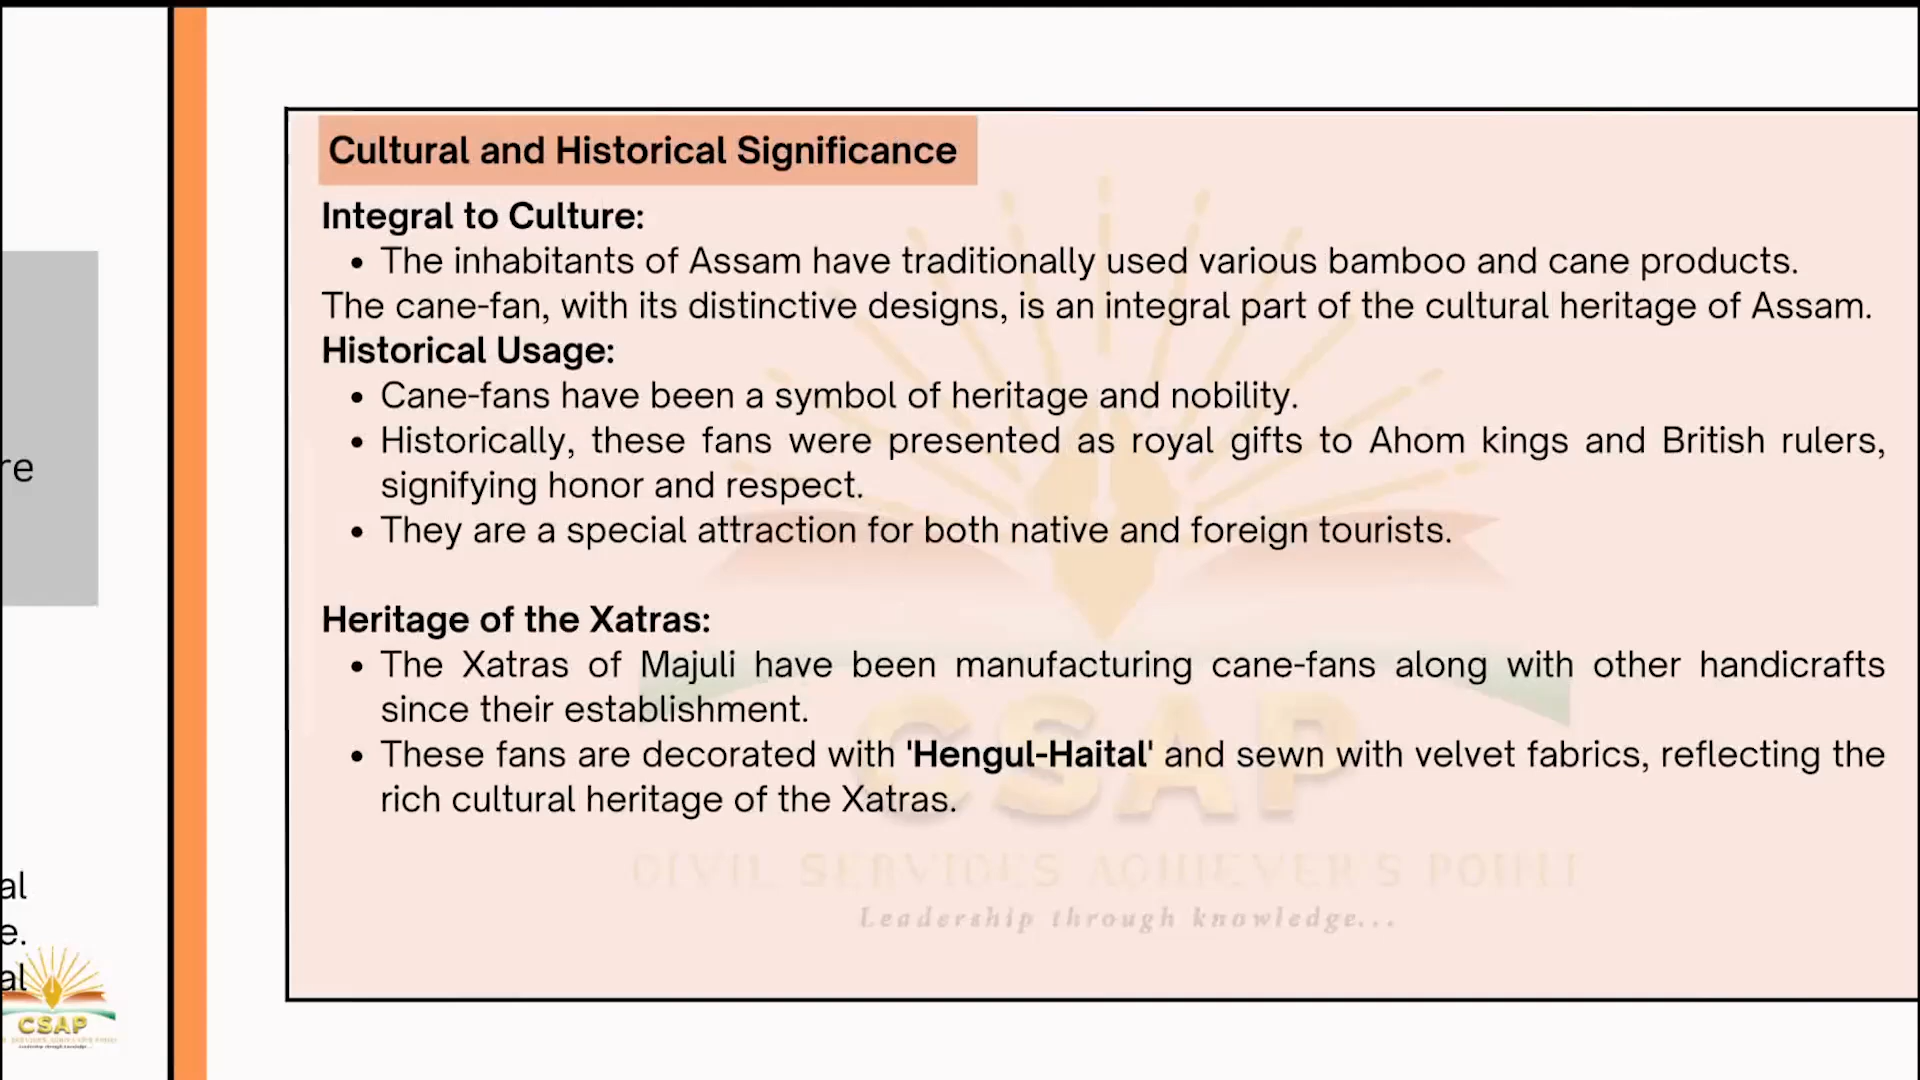 Cultural and Historical Significance
Integral to Culture:
• The inhabitants of Assam have traditionally used various bamboo and cane products.
The cane-fan, with its distinctive designs, is an integral part of the cultural heritage of Assam.
Historical Usage:
• Cane-fans have been a symbol of heritage and nobility.
• Historically, these fans were presented as royal gifts to Ahom kings and British rulers,
signifying honor and respect.
• They are a special attraction for both native and foreign tourists.
Heritage of the Xatras:
• The Xatras of Majuli have been manufacturing cane-fans along with other handicrafts
since their establishment.
• These fans are decorated with 'Hengul-Haital' and sewn with velvet fabrics, reflecting the
rich cultural heritage of the Xatras.
CSAP
CIVIL SERVICES ACHIEVER'S POINT
Leadership through knowledge...
re
al
e.
al
CSAP